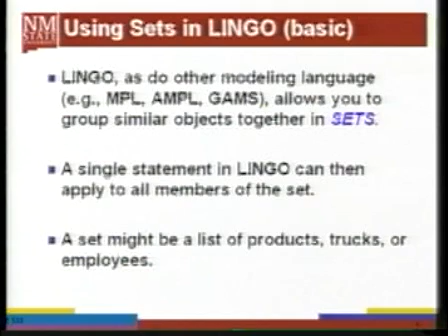 NM
STATE
Using Sets in LINGO (basic)
LINGO, as do other modeling language
(e.g., MPL, AMPL, GAMS), allows you to
group similar objects together in SETS.
A single statement in LINGO can then
apply to all members of the set.
A set might be a list of products, trucks, or
employees.